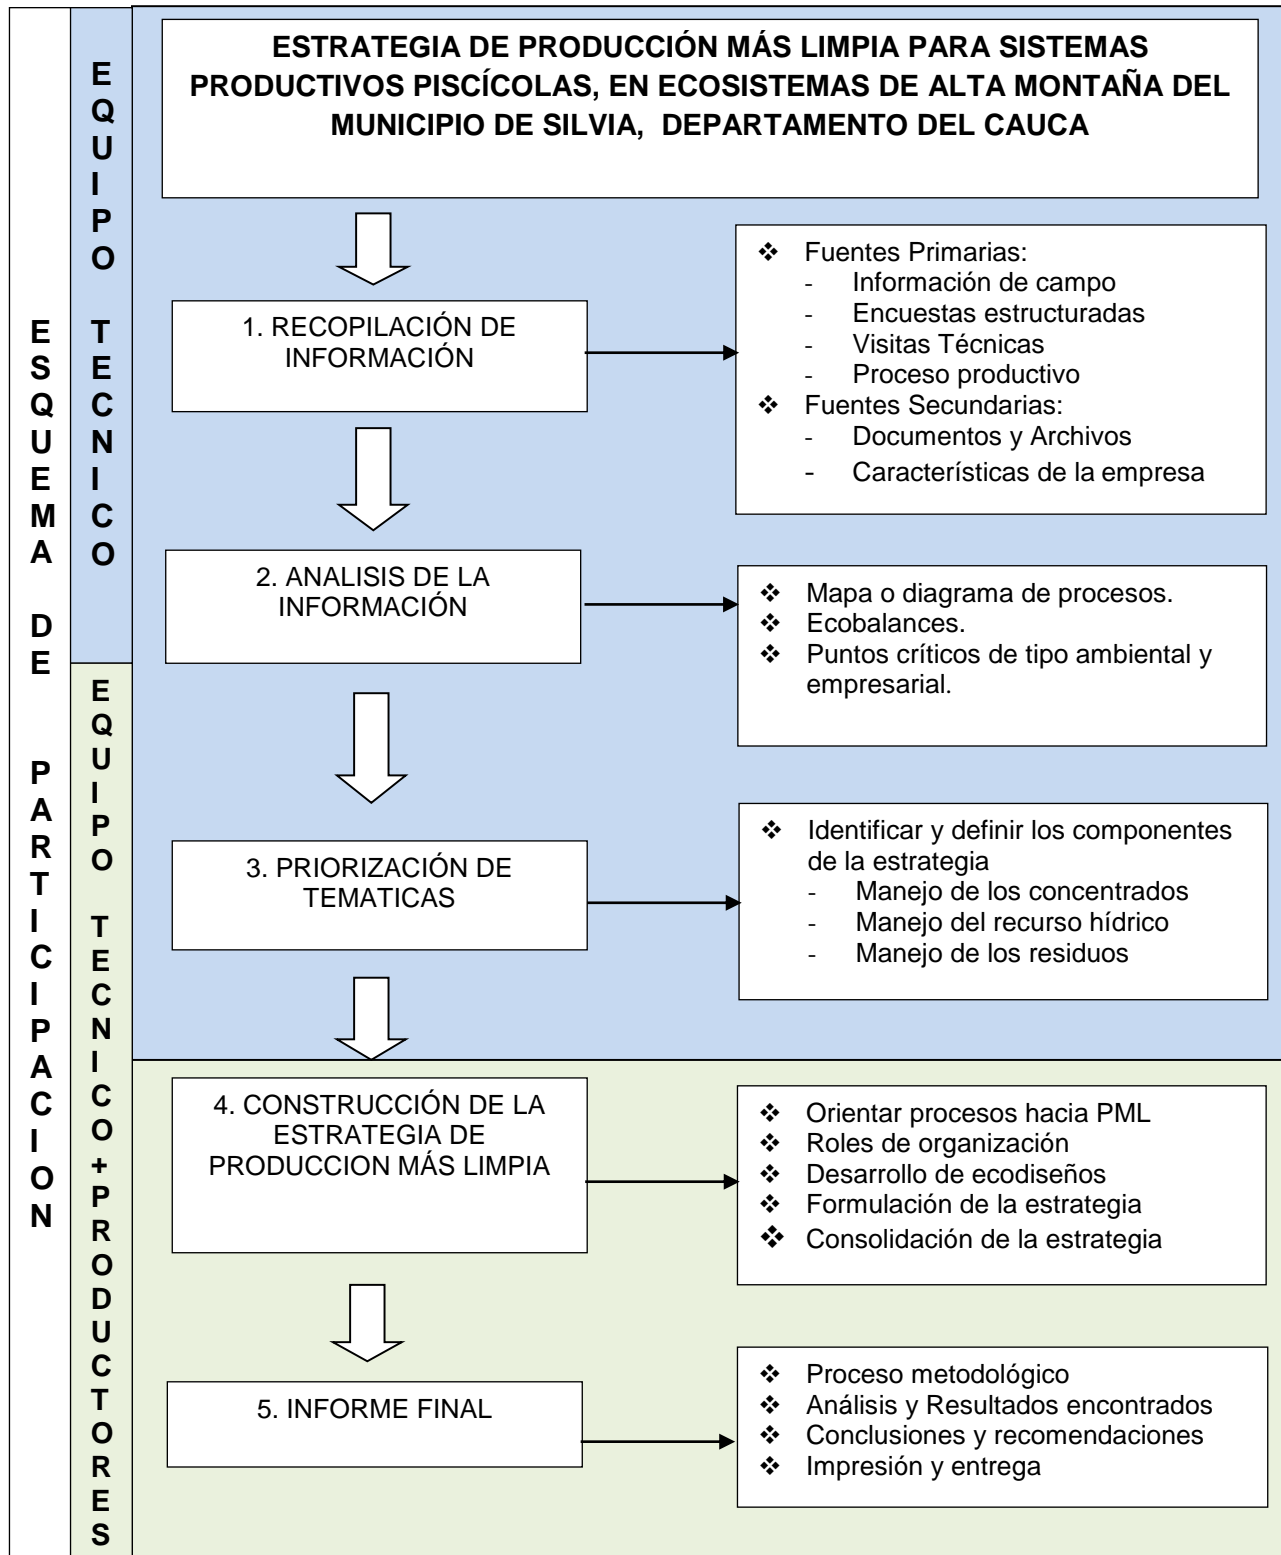 ESQUEMA DE PARTICIPACION
EQUIPO TECNICO
EQUIPO TECNICO+PRODUCTORES
ESTRATEGIA DE PRODUCCIÓN MÁS LIMPIA PARA SISTEMAS
PRODUCTIVOS PISCÍCOLAS, EN ECOSISTEMAS DE ALTA MONTAÑA DEL
MUNICIPIO DE SILVIA, DEPARTAMENTO DEL CAUCA
1. RECOPILACIÓN DE
INFORMACIÓN
❖ Fuentes Primarias:
- Información de campo
- Encuestas estructuradas
- Visitas Técnicas
- Proceso productivo
❖ Fuentes Secundarias:
- Documentos y Archivos
- Características de la empresa
2. ANALISIS DE LA
INFORMACIÓN
❖ Mapa o diagrama de procesos.
❖ Ecobalances.
❖ Puntos críticos de tipo ambiental y
empresarial.
3. PRIORIZACIÓN DE
TEMATICAS
❖ Identificar y definir los componentes
de la estrategia
- Manejo de los concentrados
- Manejo del recurso hídrico
- Manejo de los residuos
4. CONSTRUCCIÓN DE LA
ESTRATEGIA DE
PRODUCCION MÁS LIMPIA
❖ Orientar procesos hacia PML
❖ Roles de organización
❖ Desarrollo de ecodiseños
❖ Formulación de la estrategia
❖ Consolidación de la estrategia
5. INFORME FINAL
❖ Proceso metodológico
❖ Análisis y Resultados encontrados
❖ Conclusiones y recomendaciones
❖ Impresión y entrega